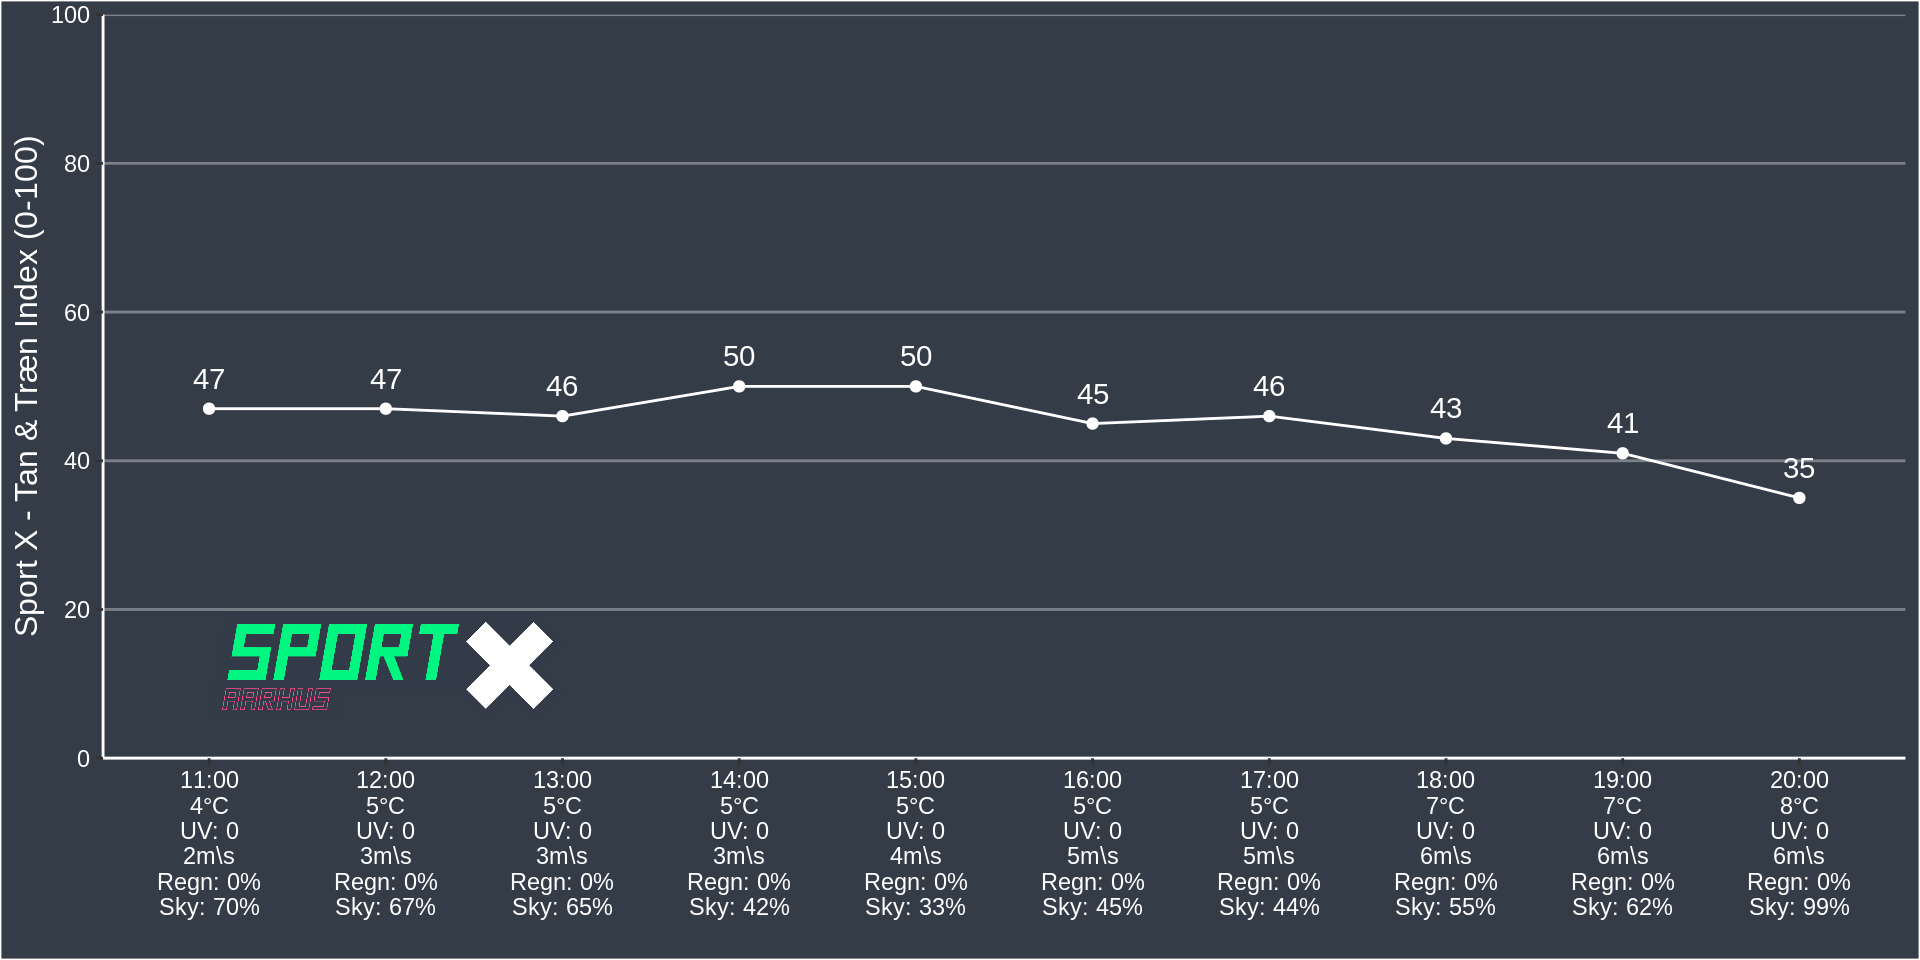 Sport X - Tan & Træn Index (0-100)
100
80
60
40
20
0
47
47
46
50
50
45
46
43
41
35
SPORT X
AARHUS
11:00
4°C
UV: 0
2m\s
Regn: 0%
Sky: 70%
12:00
5°C
UV: 0
3m\s
Regn: 0%
Sky: 67%
13:00
5°C
UV: 0
3m\s
Regn: 0%
Sky: 65%
14:00
5°C
UV: 0
3m\s
Regn: 0%
Sky: 42%
15:00
5°C
UV: 0
4m\s
Regn: 0%
Sky: 33%
16:00
5°C
UV: 0
5m\s
Regn: 0%
Sky: 45%
17:00
5°C
UV: 0
5m\s
Regn: 0%
Sky: 44%
18:00
7°C
UV: 0
6m\s
Regn: 0%
Sky: 55%
19:00
7°C
UV: 0
6m\s
Regn: 0%
Sky: 62%
20:00
8°C
UV: 0
6m\s
Regn: 0%
Sky: 99%